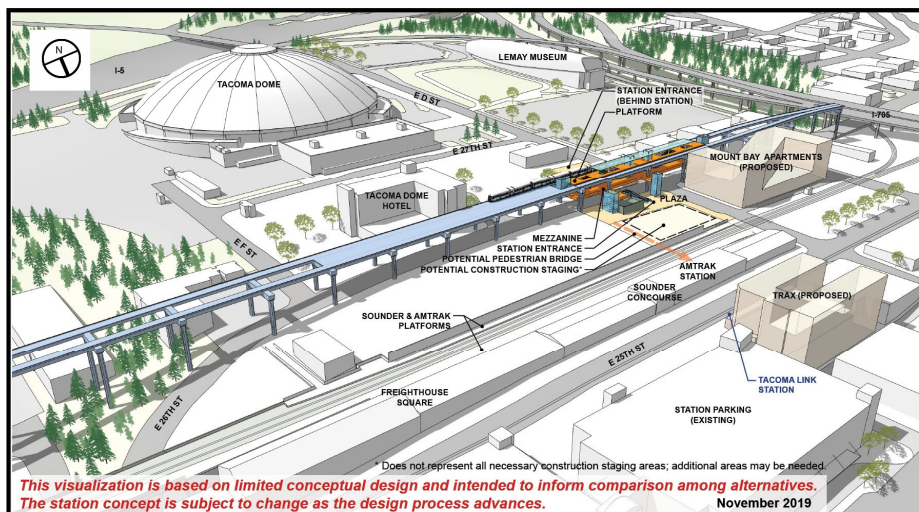 N
I-5
TACOMA DOME
LEMAY MUSEUM
E D ST
STATION ENTRANCE
(BEHIND STATION)
PLATFORM
I-705
E 27TH ST
MOUNT BAY APARTMENTS
(PROPOSED)
TACOMA DOME
HOTEL
PLAZA
E F ST
MEZZANINE
STATION ENTRANCE
POTENTIAL PEDESTRIAN BRIDGE
POTENTIAL CONSTRUCTION STAGING*
AMTRAK
STATION
SOUNDER
CONCOURSE
TRAX (PROPOSED)
SOUNDER & AMTRAK
PLATFORMS
E 25TH ST
TACOMA LINK
STATION
FREIGHTHOUSE
SQUARE
E 26TH ST
STATION PARKING
(EXISTING)
* Does not represent all necessary construction staging areas; additional areas may be needed.
This visualization is based on limited conceptual design and intended to inform comparison among alternatives.
The station concept is subject to change as the design process advances.
November 2019